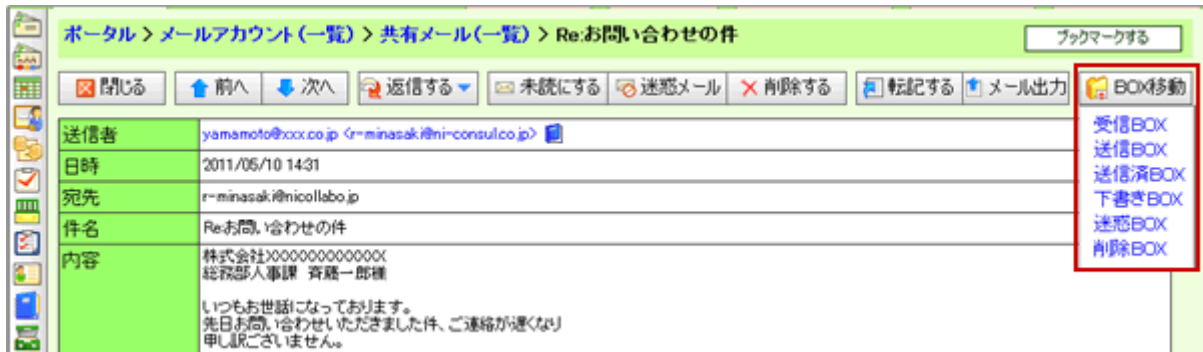 ポータル > メールアカウント(一覧) > 共有メール(一覧) > Re:お問い合わせの件
ブックマークする
閉じる 前へ 次へ 返信する 未読にする 迷惑メール 削除する 転記する メール出力 BOX移動
受信BOX
送信BOX
送信済BOX
下書きBOX
迷惑BOX
削除BOX
送信者 yamamoto@xxx.co.jp <r-minasaki@ni-consul.co.jp>
日時 2011/05/10 14:31
宛先 r-minasaki@nicollabo.jp
件名 Re:お問い合わせの件
内容 株式会社XXXXXXXXXXXXX
総務部人事課 斉藤一郎様
いつもお世話になっております。
先日お問い合わせいただきました件、ご連絡が遅くなり
申し訳ございません。